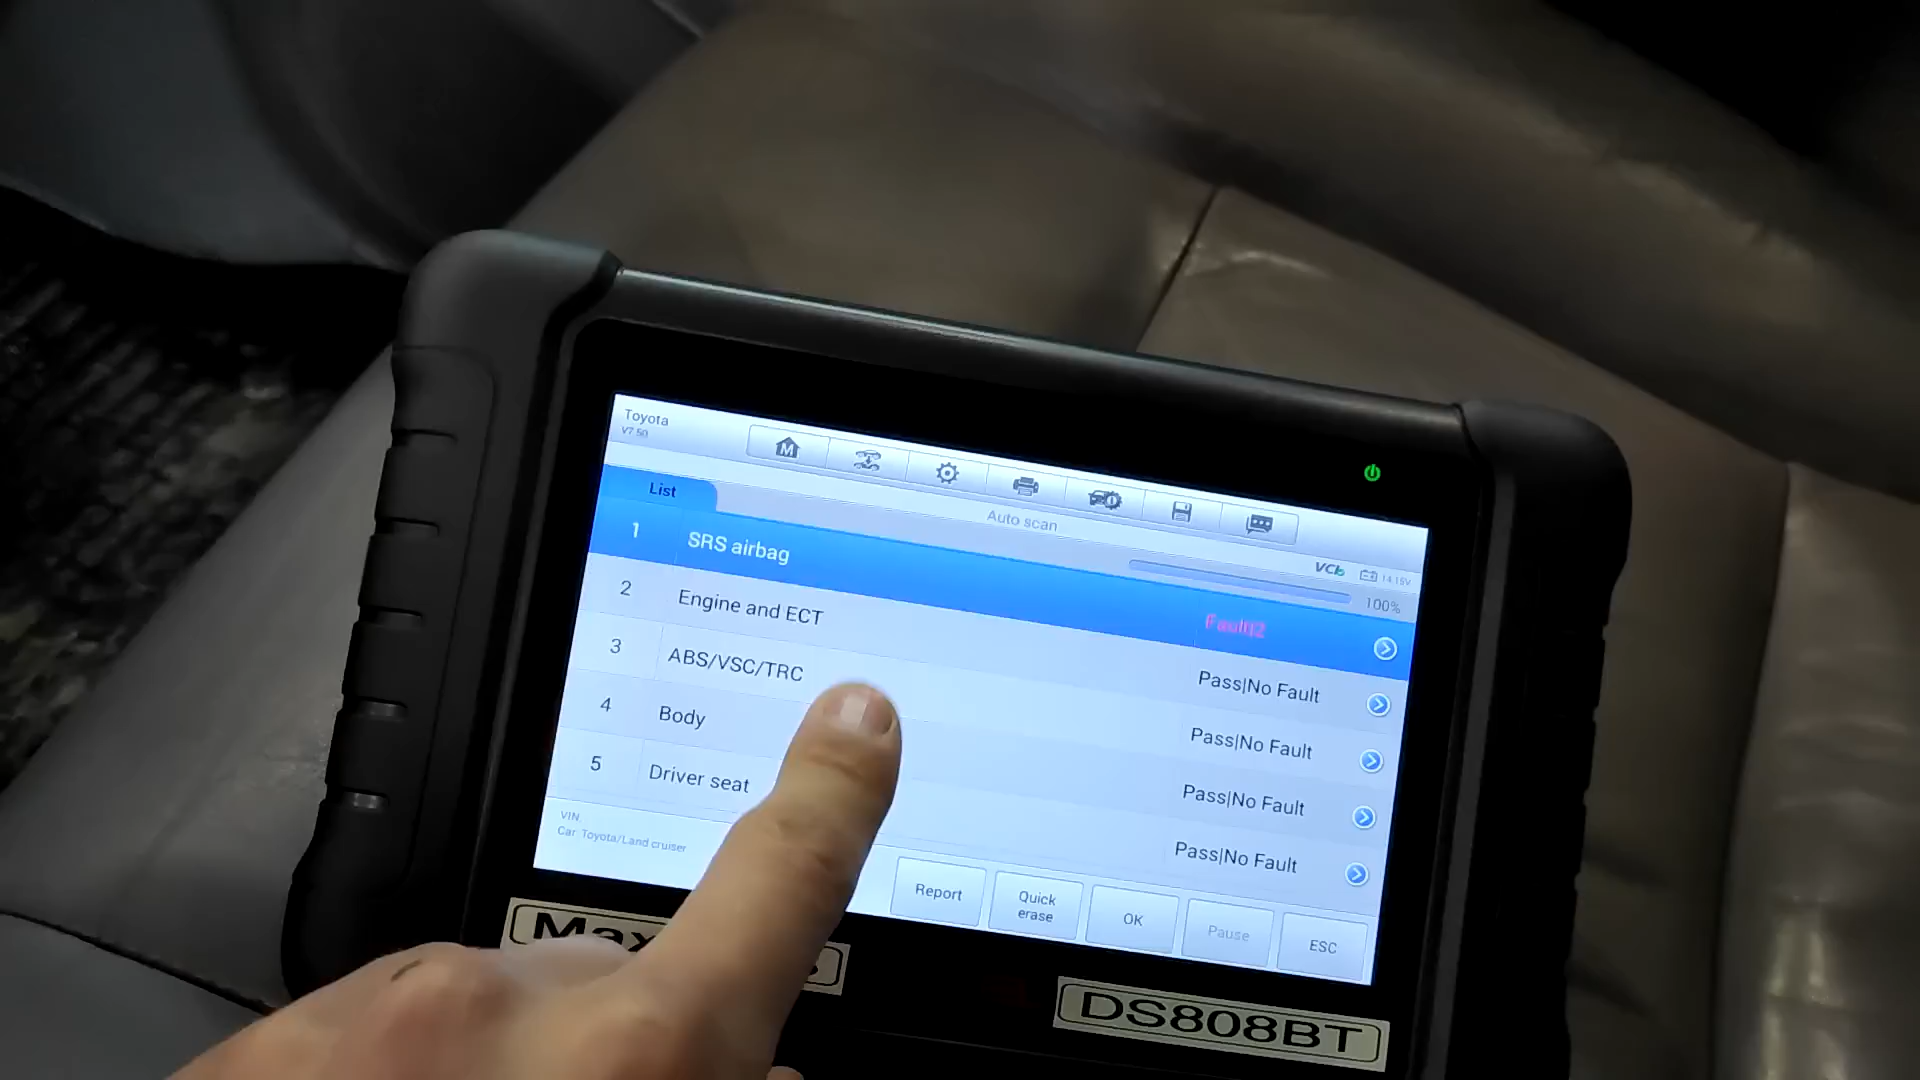 Toyota
V7.50
List
Auto scan
VCI
14.15V
100%
1 SRS airbag Fault|2
2 Engine and ECT Pass|No Fault
3 ABS/VSC/TRC Pass|No Fault
4 Body Pass|No Fault
5 Driver seat Pass|No Fault
VIN:
Car: Toyota/Land cruiser
Report
Quick erase
OK
Pause
ESC
DS808BT